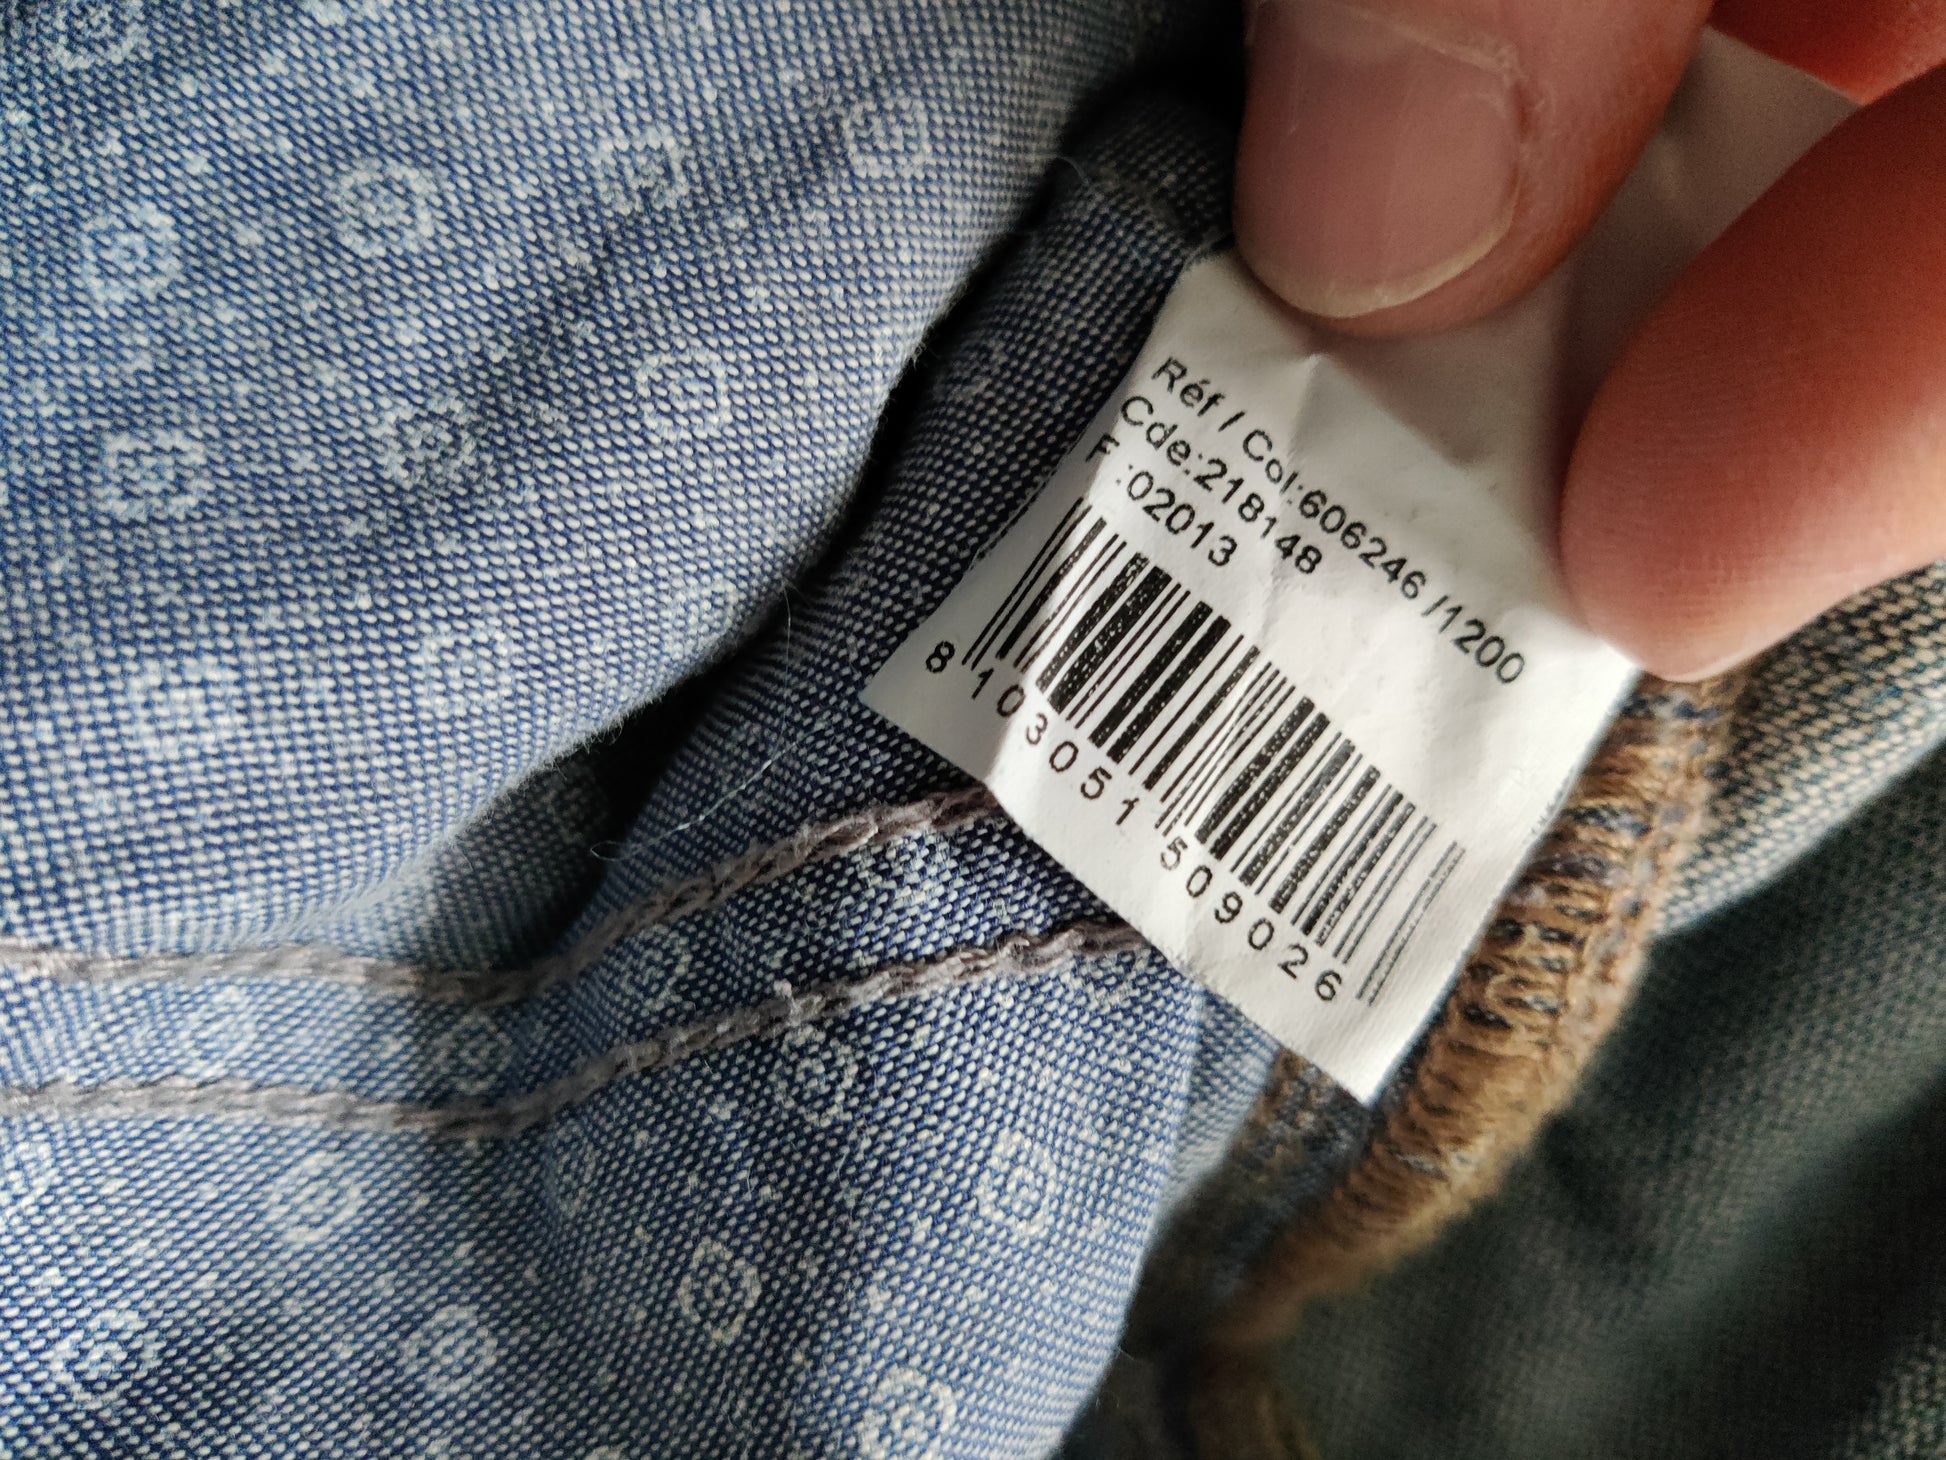 Réf / Col:606246 /1200
Cde:218148
F :02013
8 103051 509026